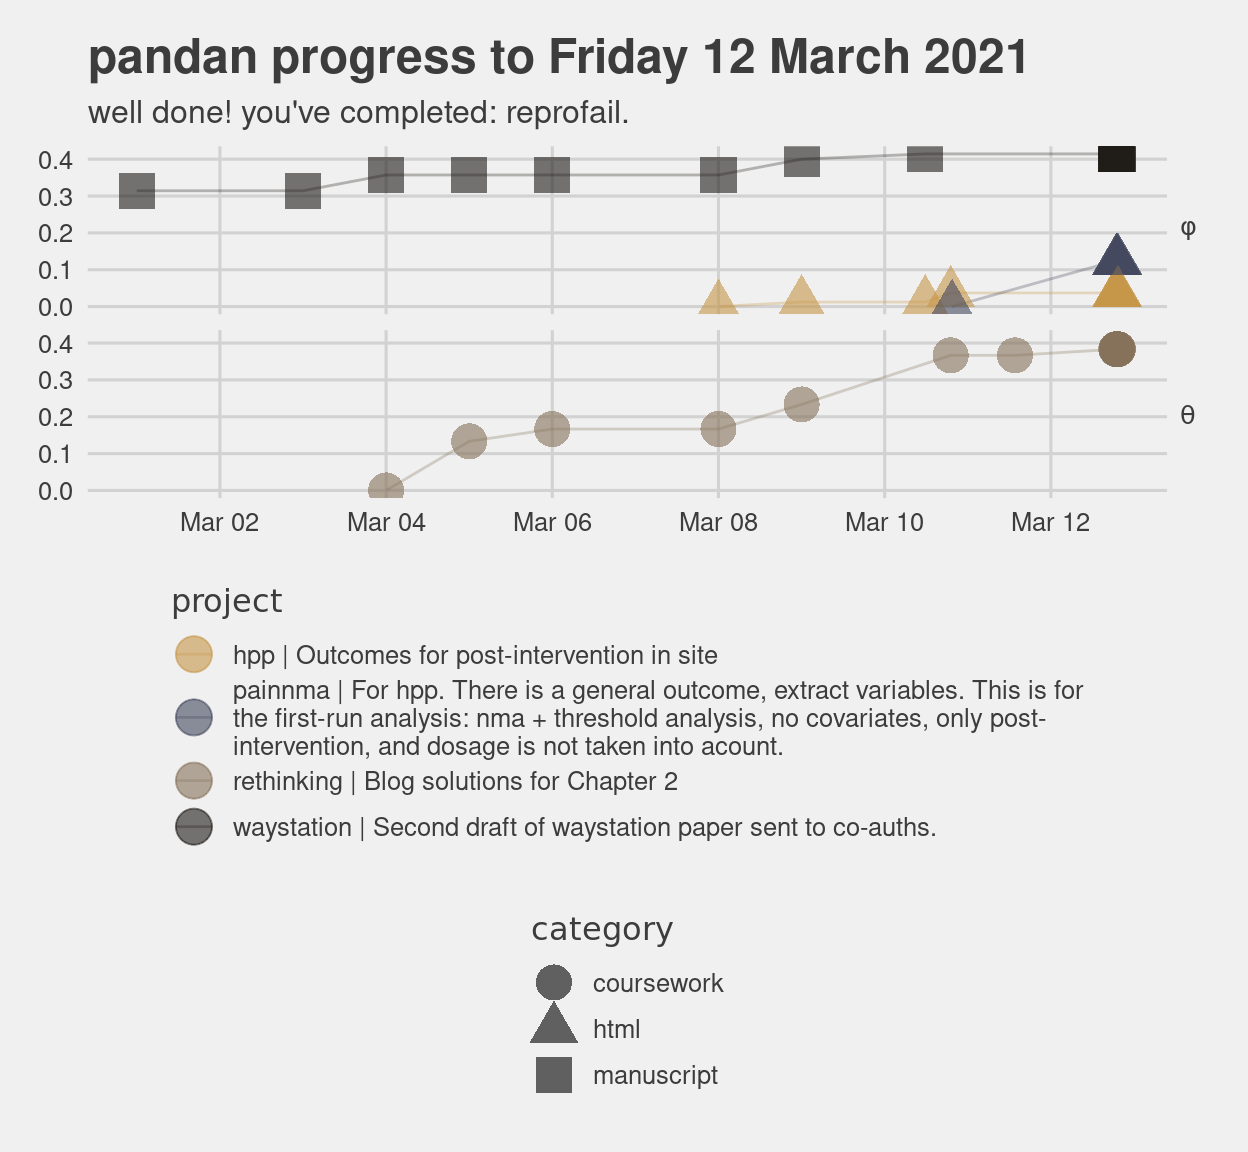 pandan progress to Friday 12 March 2021
well done! you've completed: reprofail.
0.4
0.3
0.2
0.1
0.0
φ
0.4
0.3
0.2
0.1
0.0
θ
Mar 02 Mar 04 Mar 06 Mar 08 Mar 10 Mar 12
project
hpp | Outcomes for post-intervention in site
painnma | For hpp. There is a general outcome, extract variables. This is for
the first-run analysis: nma + threshold analysis, no covariates, only post-
intervention, and dosage is not taken into acount.
rethinking | Blog solutions for Chapter 2
waystation | Second draft of waystation paper sent to co-auths.
category
coursework
html
manuscript